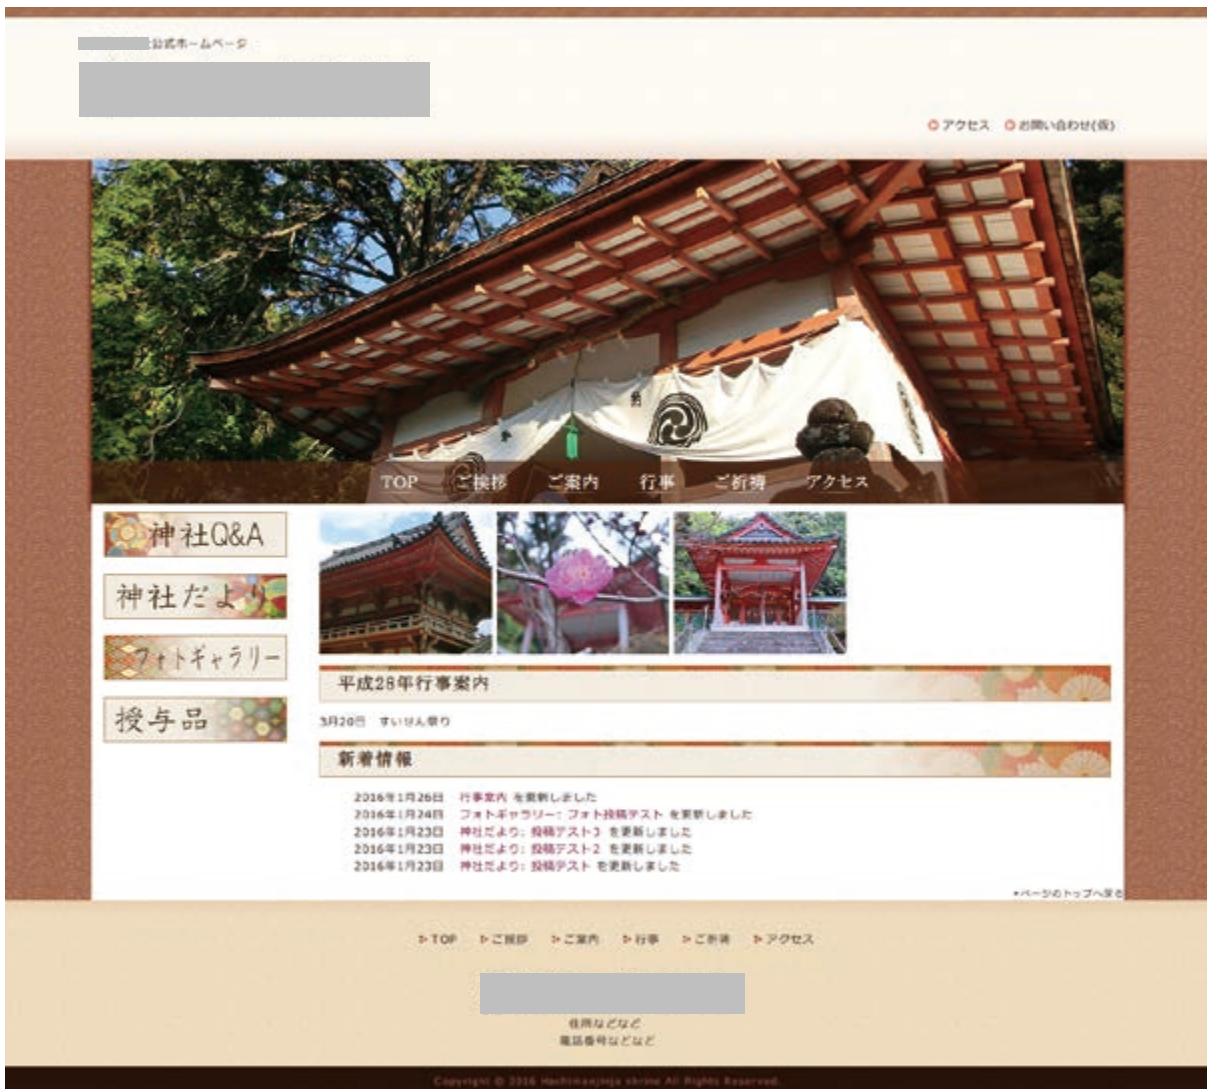 公式ホームページ
アクセス お問い合わせ(仮)
TOP ご挨拶 ご案内 行事 ご祈祷 アクセス
神社Q&A
神社だより
フォトギャラリー
授与品
平成28年行事案内
3月20日 すいせん祭り
新着情報
2016年1月26日 行事案内 を更新しました
2016年1月24日 フォトギャラリー: フォト投稿テスト を更新しました
2016年1月23日 神社だより: 投稿テスト3 を更新しました
2016年1月23日 神社だより: 投稿テスト2 を更新しました
2016年1月23日 神社だより: 投稿テスト を更新しました
ページのトップへ戻る
TOP ご挨拶 ご案内 行事 ご祈祷 アクセス
住所などなど
電話番号などなど
Copyright © 2016 Hachimanjinja shrine All Rights Reserved.